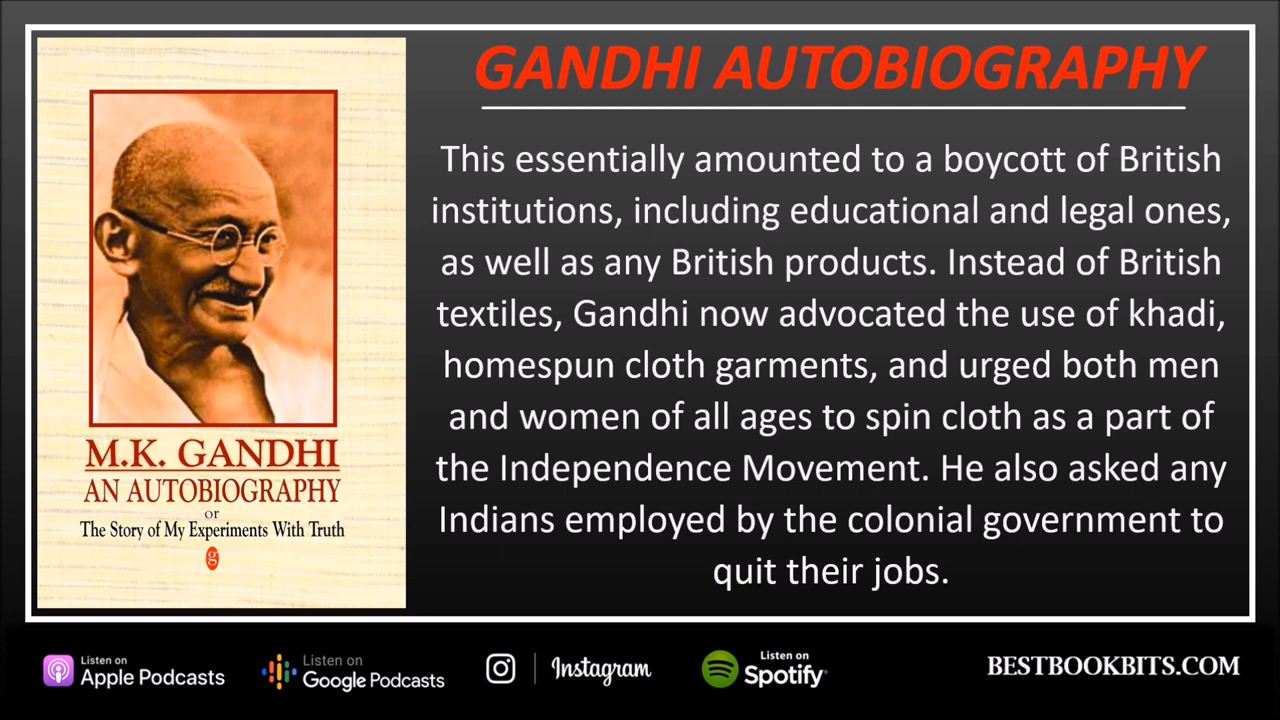 GANDHI AUTOBIOGRAPHY
This essentially amounted to a boycott of British
institutions, including educational and legal ones,
as well as any British products. Instead of British
textiles, Gandhi now advocated the use of khadi,
homespun cloth garments, and urged both men
and women of all ages to spin cloth as a part of
the Independence Movement. He also asked any
Indians employed by the colonial government to
quit their jobs.
M.K. GANDHI
AN AUTOBIOGRAPHY
or
The Story of My Experiments With Truth
g
Listen on
Apple Podcasts
Listen on
Google Podcasts
Instagram
Listen on
Spotify
BESTBOOKBITS.COM